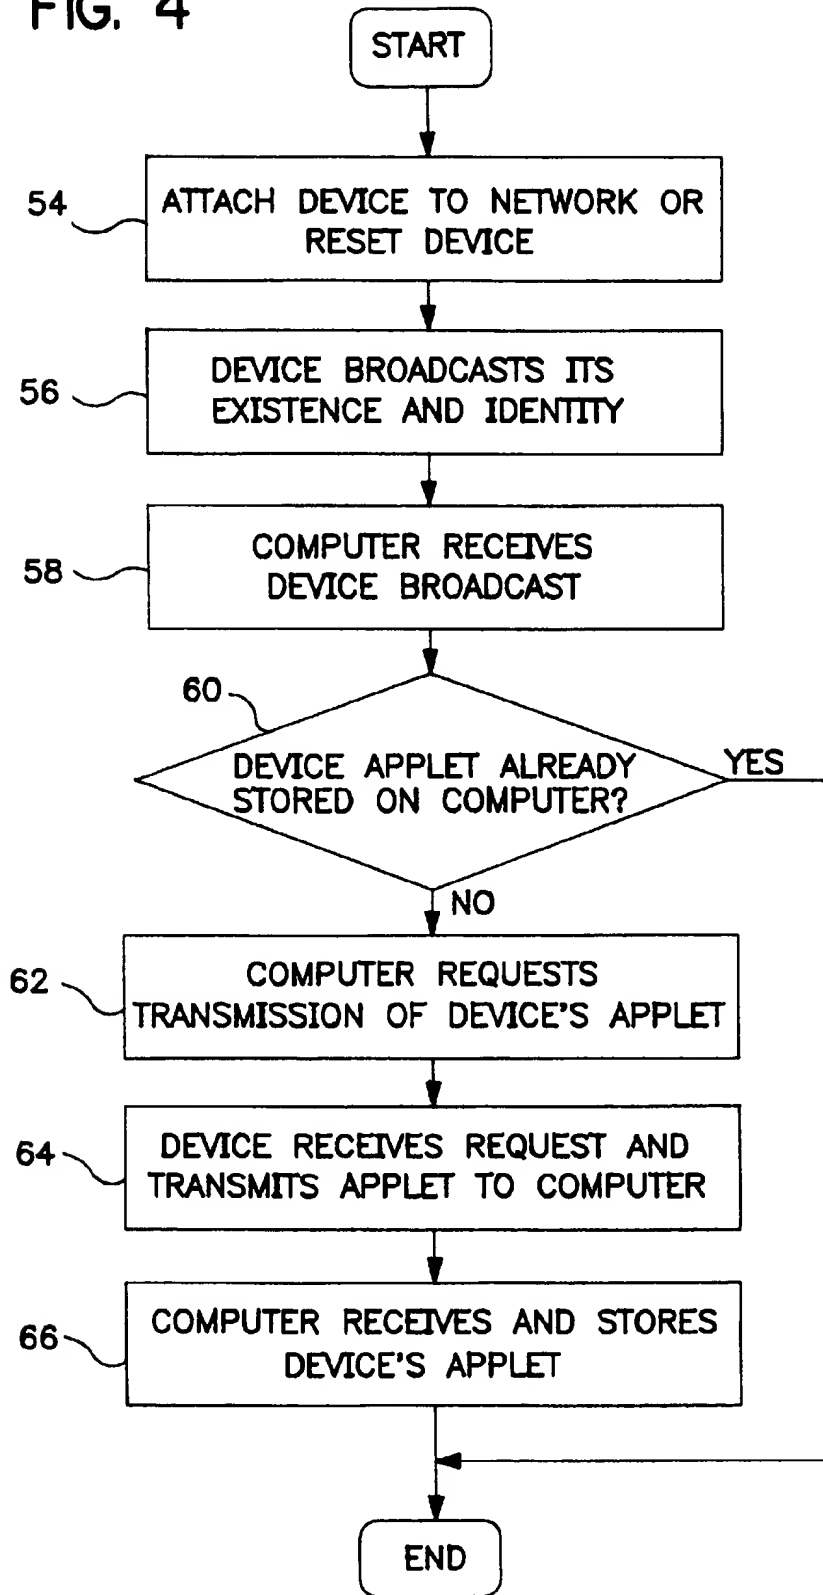 FIG. 4
START
54
ATTACH DEVICE TO NETWORK OR
RESET DEVICE
56
DEVICE BROADCASTS ITS
EXISTENCE AND IDENTITY
58
COMPUTER RECEIVES
DEVICE BROADCAST
60
DEVICE APPLET ALREADY
STORED ON COMPUTER?
YES
NO
62
COMPUTER REQUESTS
TRANSMISSION OF DEVICE'S APPLET
64
DEVICE RECEIVES REQUEST AND
TRANSMITS APPLET TO COMPUTER
66
COMPUTER RECEIVES AND STORES
DEVICE'S APPLET
END